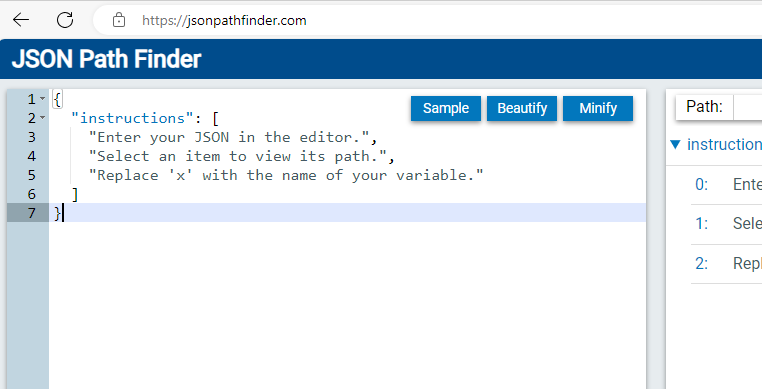 https://jsonpathfinder.com
JSON Path Finder
Sample Beautify Minify
1 {
2 "instructions": [
3 "Enter your JSON in the editor.",
4 "Select an item to view its path.",
5 "Replace 'x' with the name of your variable."
6 ]
7 }
Path:
instruction
0: Ente
1: Sele
2: Repl